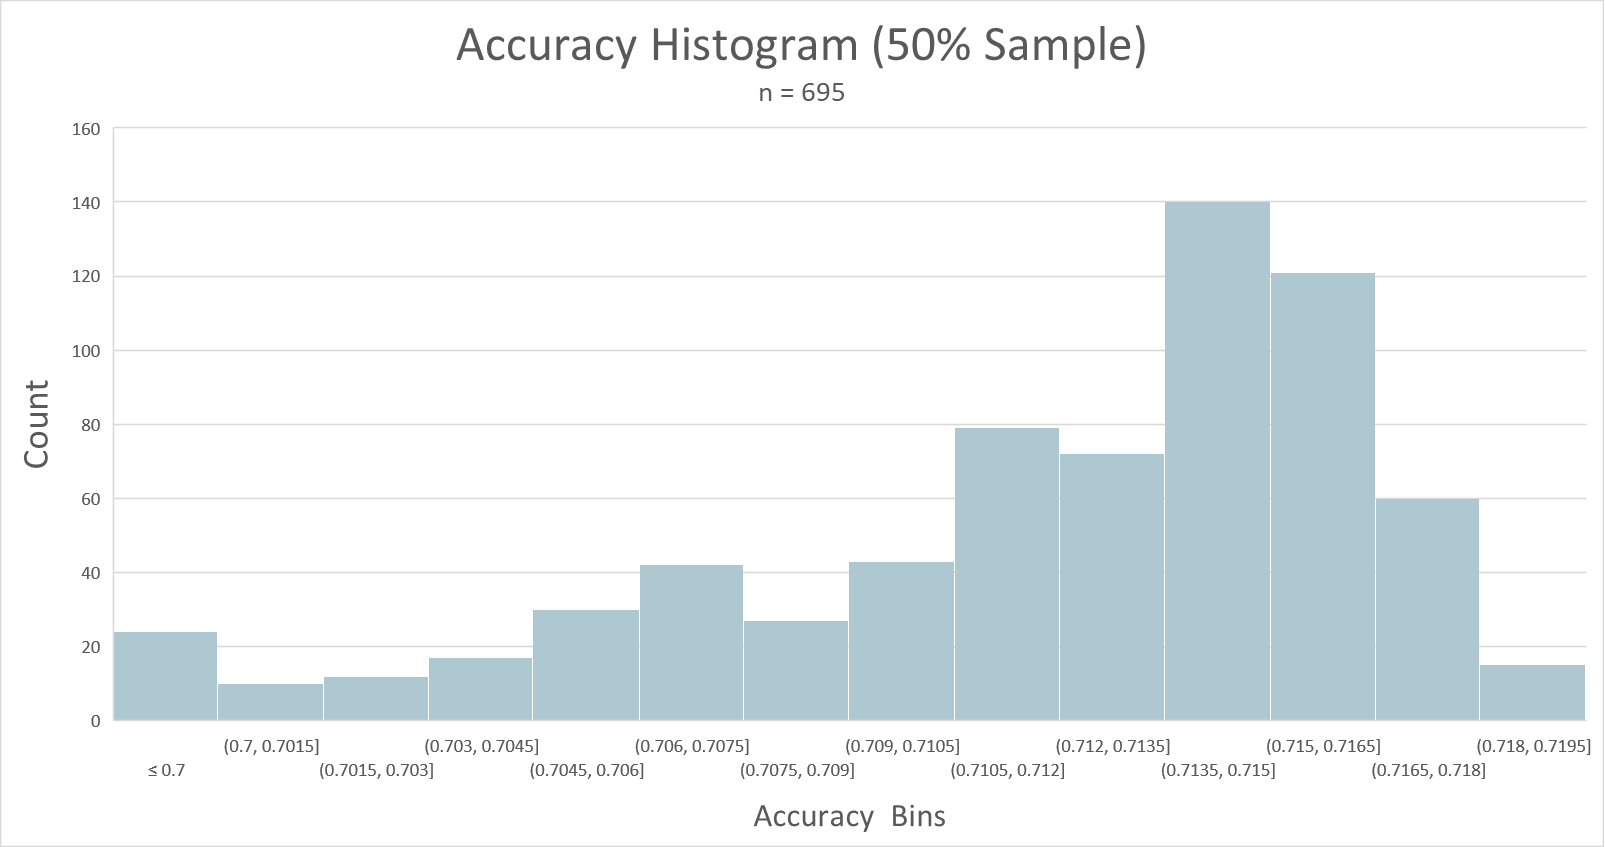 Accuracy Histogram (50% Sample)
n = 695
160
140
120
100
80
60
40
20
0
Count
(0.7, 0.7015] (0.703, 0.7045] (0.706, 0.7075] (0.709, 0.7105] (0.712, 0.7135] (0.715, 0.7165] (0.718, 0.7195]
≤ 0.7 (0.7015, 0.703] (0.7045, 0.706] (0.7075, 0.709] (0.7105, 0.712] (0.7135, 0.715] (0.7165, 0.718]
Accuracy Bins